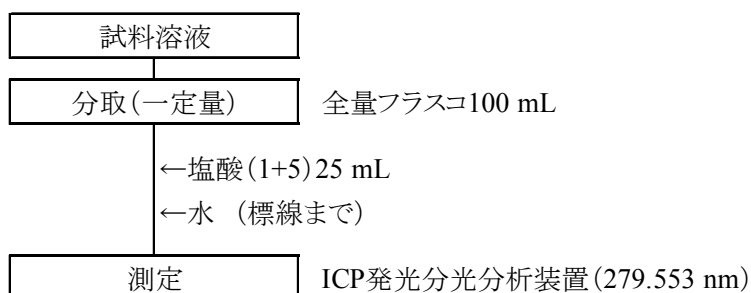 試料溶液
分取(一定量) 全量フラスコ100 mL
←塩酸(1+5)25 mL
←水 (標線まで)
測定 ICP発光分光分析装置(279.553 nm)